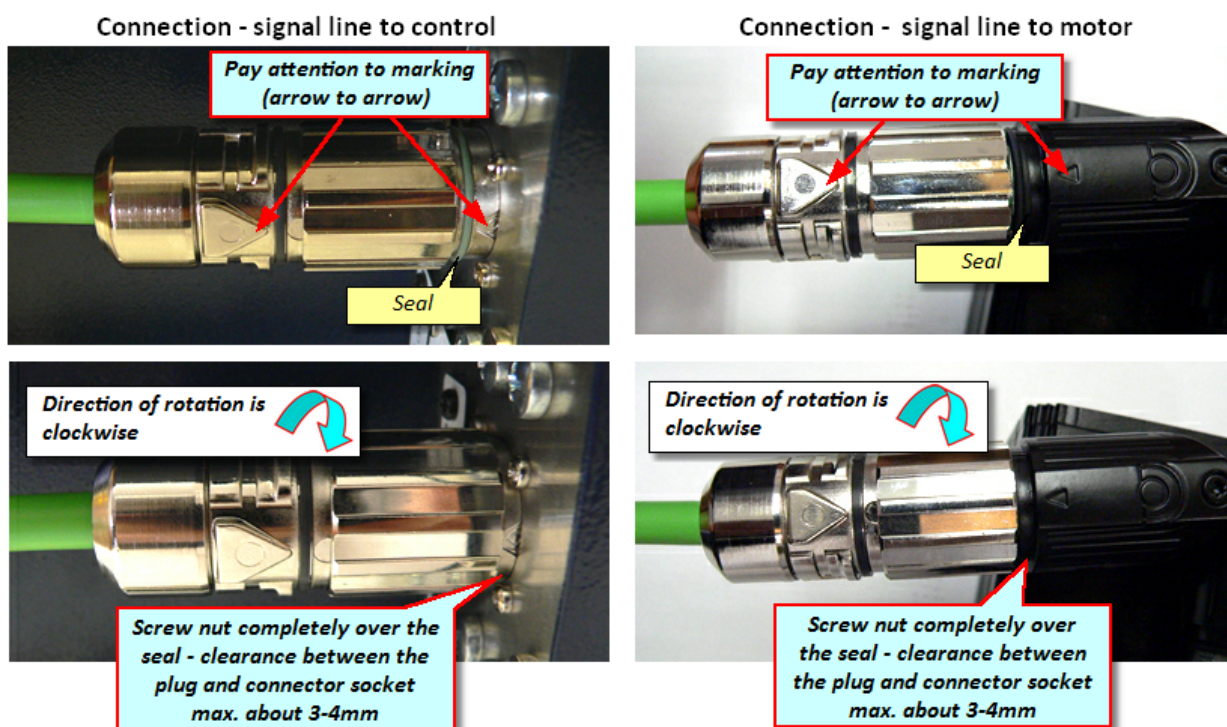 Connection - signal line to control
Pay attention to marking
(arrow to arrow)
Seal
Direction of rotation is
clockwise
Screw nut completely over the
seal - clearance between the
plug and connector socket
max. about 3-4mm
Connection -  signal line to motor
Pay attention to marking
(arrow to arrow)
Seal
Direction of rotation is
clockwise
Screw nut completely over
the seal - clearance between
the plug and connector socket
max. about 3-4mm